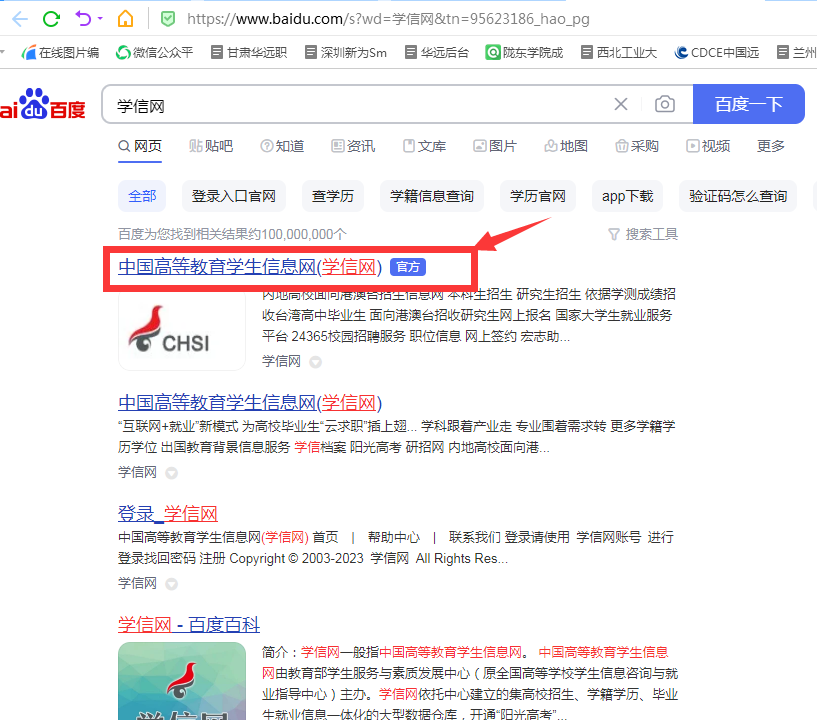 https://www.baidu.com/s?wd=学信网&tn=95623186_hao_pg
在线图片编 微信公众平 甘肃华远职 深圳新为Sm 华远后台 陇东学院成 西北工业大 CDCE中国远 兰州
ai du 百度 学信网 百度一下
网页 贴吧 知道 资讯 文库 图片 地图 采购 视频 更多
全部 登录入口官网 查学历 学籍信息查询 学历官网 app下载 验证码怎么查询
百度为您找到相关结果约100,000,000个 搜索工具
中国高等教育学生信息网(学信网) 官方
内地高校面向港澳台招生信息网 本科生招生 研究生招生 依据学测成绩招
收台湾高中毕业生 面向港澳台招收研究生网上报名 国家大学生就业服务
平台 24365校园招聘服务 职位信息 网上签约 宏志助...
CHSI
学信网
中国高等教育学生信息网(学信网)
“互联网+就业”新模式 为高校毕业生“云求职”插上翅... 学科跟着产业走 专业围着需求转 更多学籍学
历学位 出国教育背景信息服务 学信档案 阳光高考 研招网 内地高校面向港...
学信网
登录_学信网
中国高等教育学生信息网(学信网) 首页 | 帮助中心 | 联系我们 登录请使用 学信网账号 进行
登录找回密码 注册 Copyright © 2003-2023 学信网 All Rights Res...
学信网
学信网 - 百度百科
简介：学信网一般指中国高等教育学生信息网。 中国高等教育学生信息
网由教育部学生服务与素质发展中心（原全国高等学校学生信息咨询与就
业指导中心）主办。学信网依托中心建立的集高校招生、学籍学历、毕业
生就业信息一体化的大型数据仓库，开通“阳光高考”...
学信网